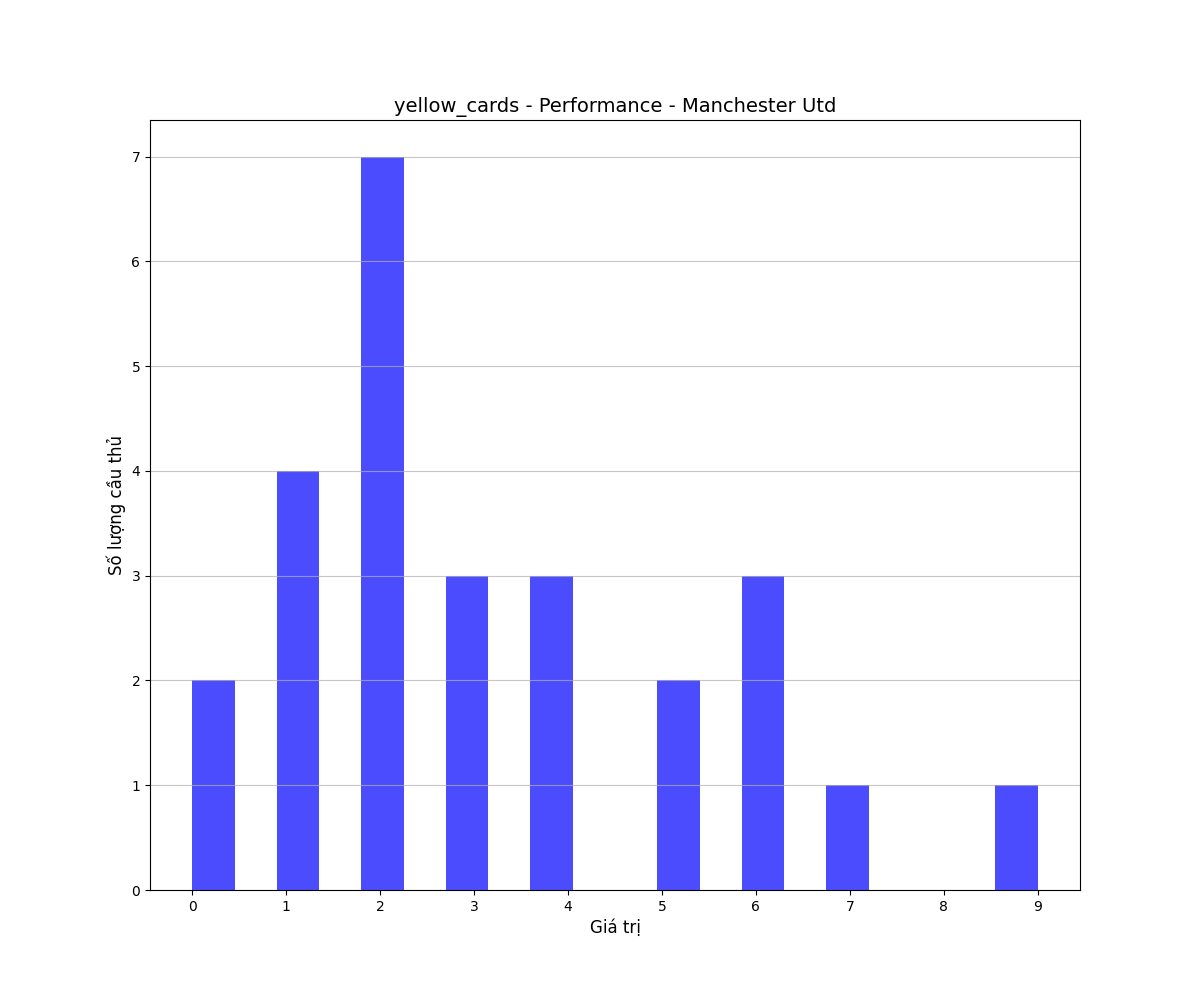 yellow_cards - Performance - Manchester Utd
7
6
5
4
3
2
1
0
Số lượng cầu thủ
0 1 2 3 4 5 6 7 8 9
Giá trị